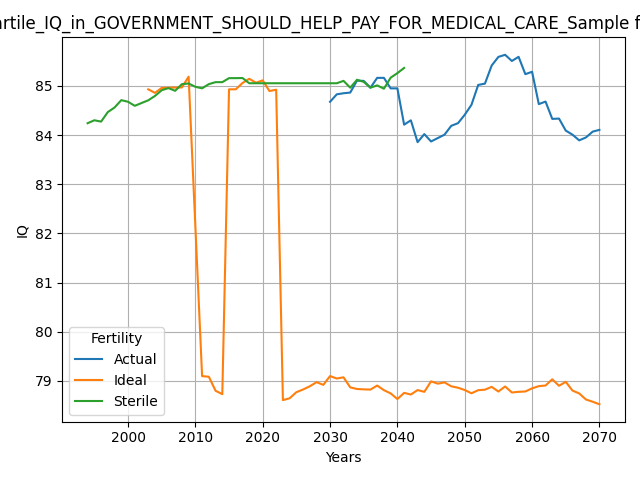 artile_IQ_in_GOVERNMENT_SHOULD_HELP_PAY_FOR_MEDICAL_CARE_Sample f
85
84
83
82
81
80
79
IQ
Fertility
Actual
Ideal
Sterile
2000
2010
2020
2030
2040
2050
2060
2070
Years